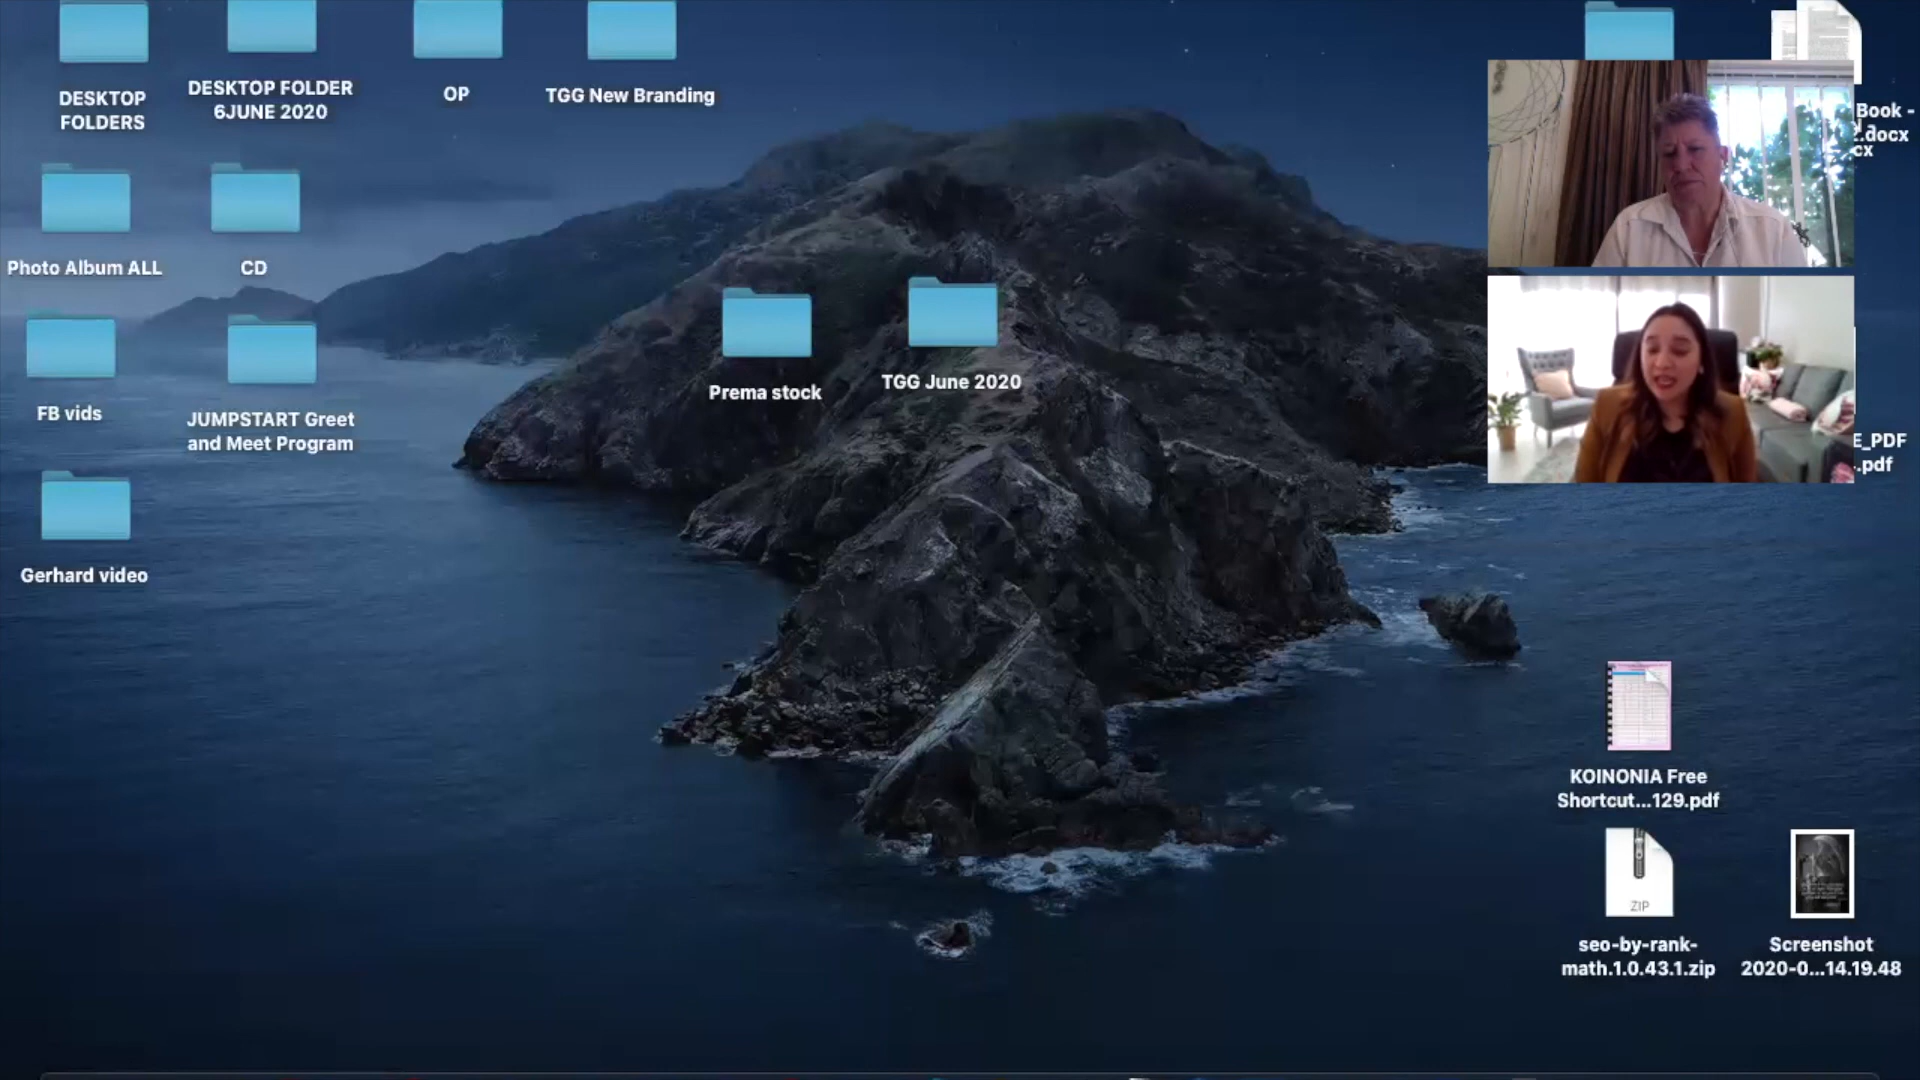 DESKTOP
FOLDERS
DESKTOP FOLDER
6JUNE 2020
OP
TGG New Branding
Book -
.docx
cx
Photo Album ALL
CD
Prema stock
TGG June 2020
FB vids
JUMPSTART Greet
and Meet Program
E_PDF
.pdf
Gerhard video
KOINONIA Free
Shortcut...129.pdf
ZIP
seo-by-rank-
math.1.0.43.1.zip
Screenshot
2020-0...14.19.48